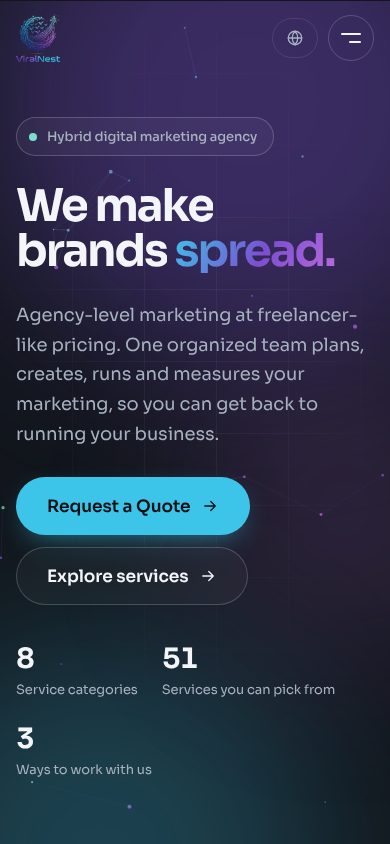 ViralNest
Hybrid digital marketing agency
We make
brands spread.
Agency-level marketing at freelancer-
like pricing. One organized team plans,
creates, runs and measures your
marketing, so you can get back to
running your business.
Request a Quote →
Explore services →
8
Service categories
51
Services you can pick from
3
Ways to work with us